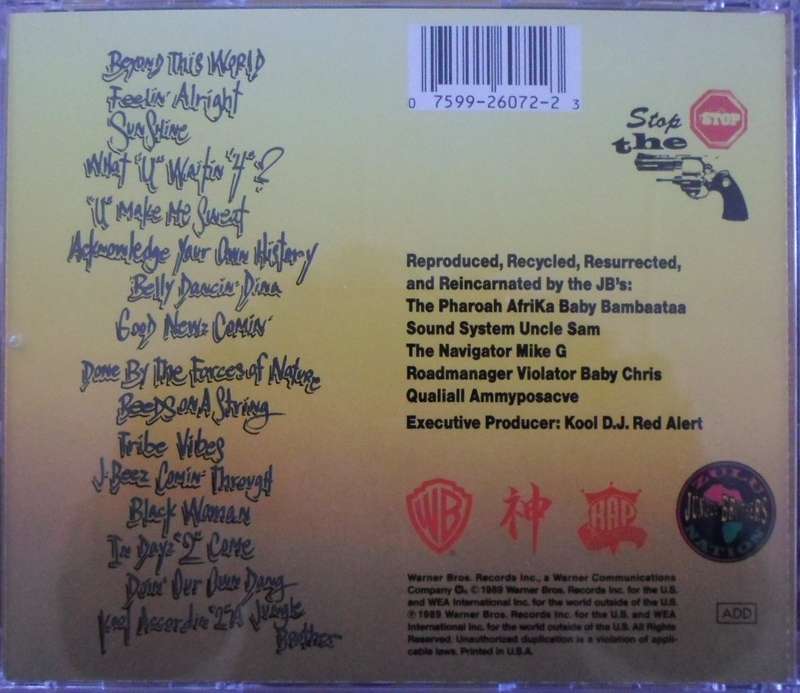 Beyond This World
Feelin' Alright
Sunshine
What "U" Waitin' "4"?
"U" Make Me Sweat
Acknowledge Your Own History
Belly Dancin' Dina
Good Newz Comin'
Done By The Forces of Nature
Beeds on A String
Tribe Vibes
J. Beez Comin' Through
Black Woman
In Dayz "2" Come
Doin' Our Own Dang
Kool Accordin' "2" A Jungle
Brother
0 7599-26072-2 3
Stop
the
STOP
Reproduced, Recycled, Resurrected,
and Reincarnated by the JB's:
The Pharoah AfriKa Baby Bambaataa
Sound System Uncle Sam
The Navigator Mike G
Roadmanager Violator Baby Chris
Qualiall Ammyposacve
Executive Producer: Kool D.J. Red Alert
WB
神
RAP
ZULU
JUNGLE BROTHERS
NATION
Warner Bros. Records Inc., a Warner Communications
Company Ⓟ, © 1989 Warner Bros. Records Inc. for the U.S.
and WEA International Inc. for the world outside of the U.S.
℗ 1989 Warner Bros. Records Inc. for the U.S. and WEA
International Inc. for the world outside of the U.S. All Rights
Reserved. Unauthorized duplication is a violation of appli-
cable laws. Printed in U.S.A.
ADD